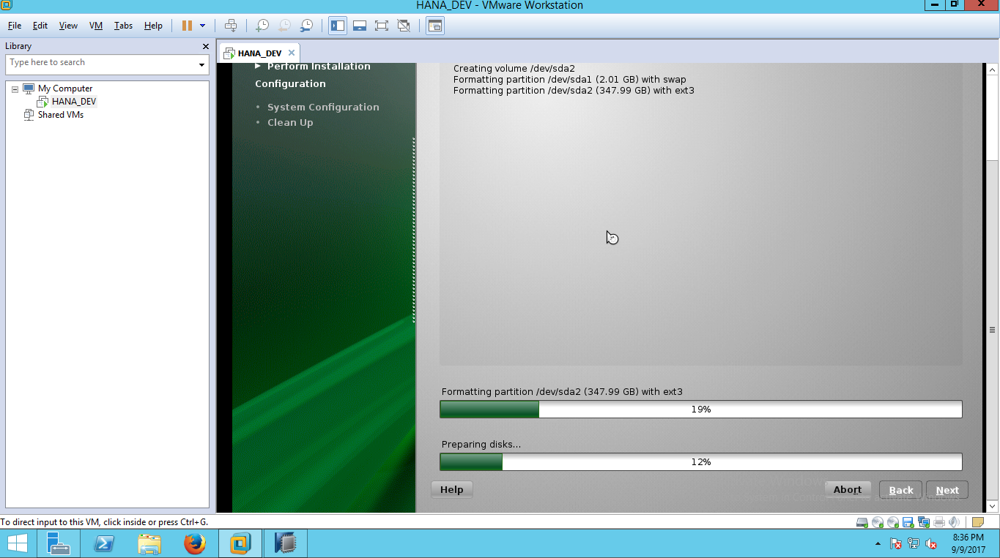 HANA_DEV - VMware Workstation
File Edit View VM Tabs Help
Library
Type here to search
My Computer
HANA_DEV
Shared VMs
HANA_DEV
Perform Installation
Configuration
System Configuration
Clean Up
Creating volume /dev/sda2
Formatting partition /dev/sda1 (2.01 GB) with swap
Formatting partition /dev/sda2 (347.99 GB) with ext3
Formatting partition /dev/sda2 (347.99 GB) with ext3
19%
Preparing disks...
12%
Help Abort Back Next
To direct input to this VM, click inside or press Ctrl+G.
8:36 PM
9/9/2017